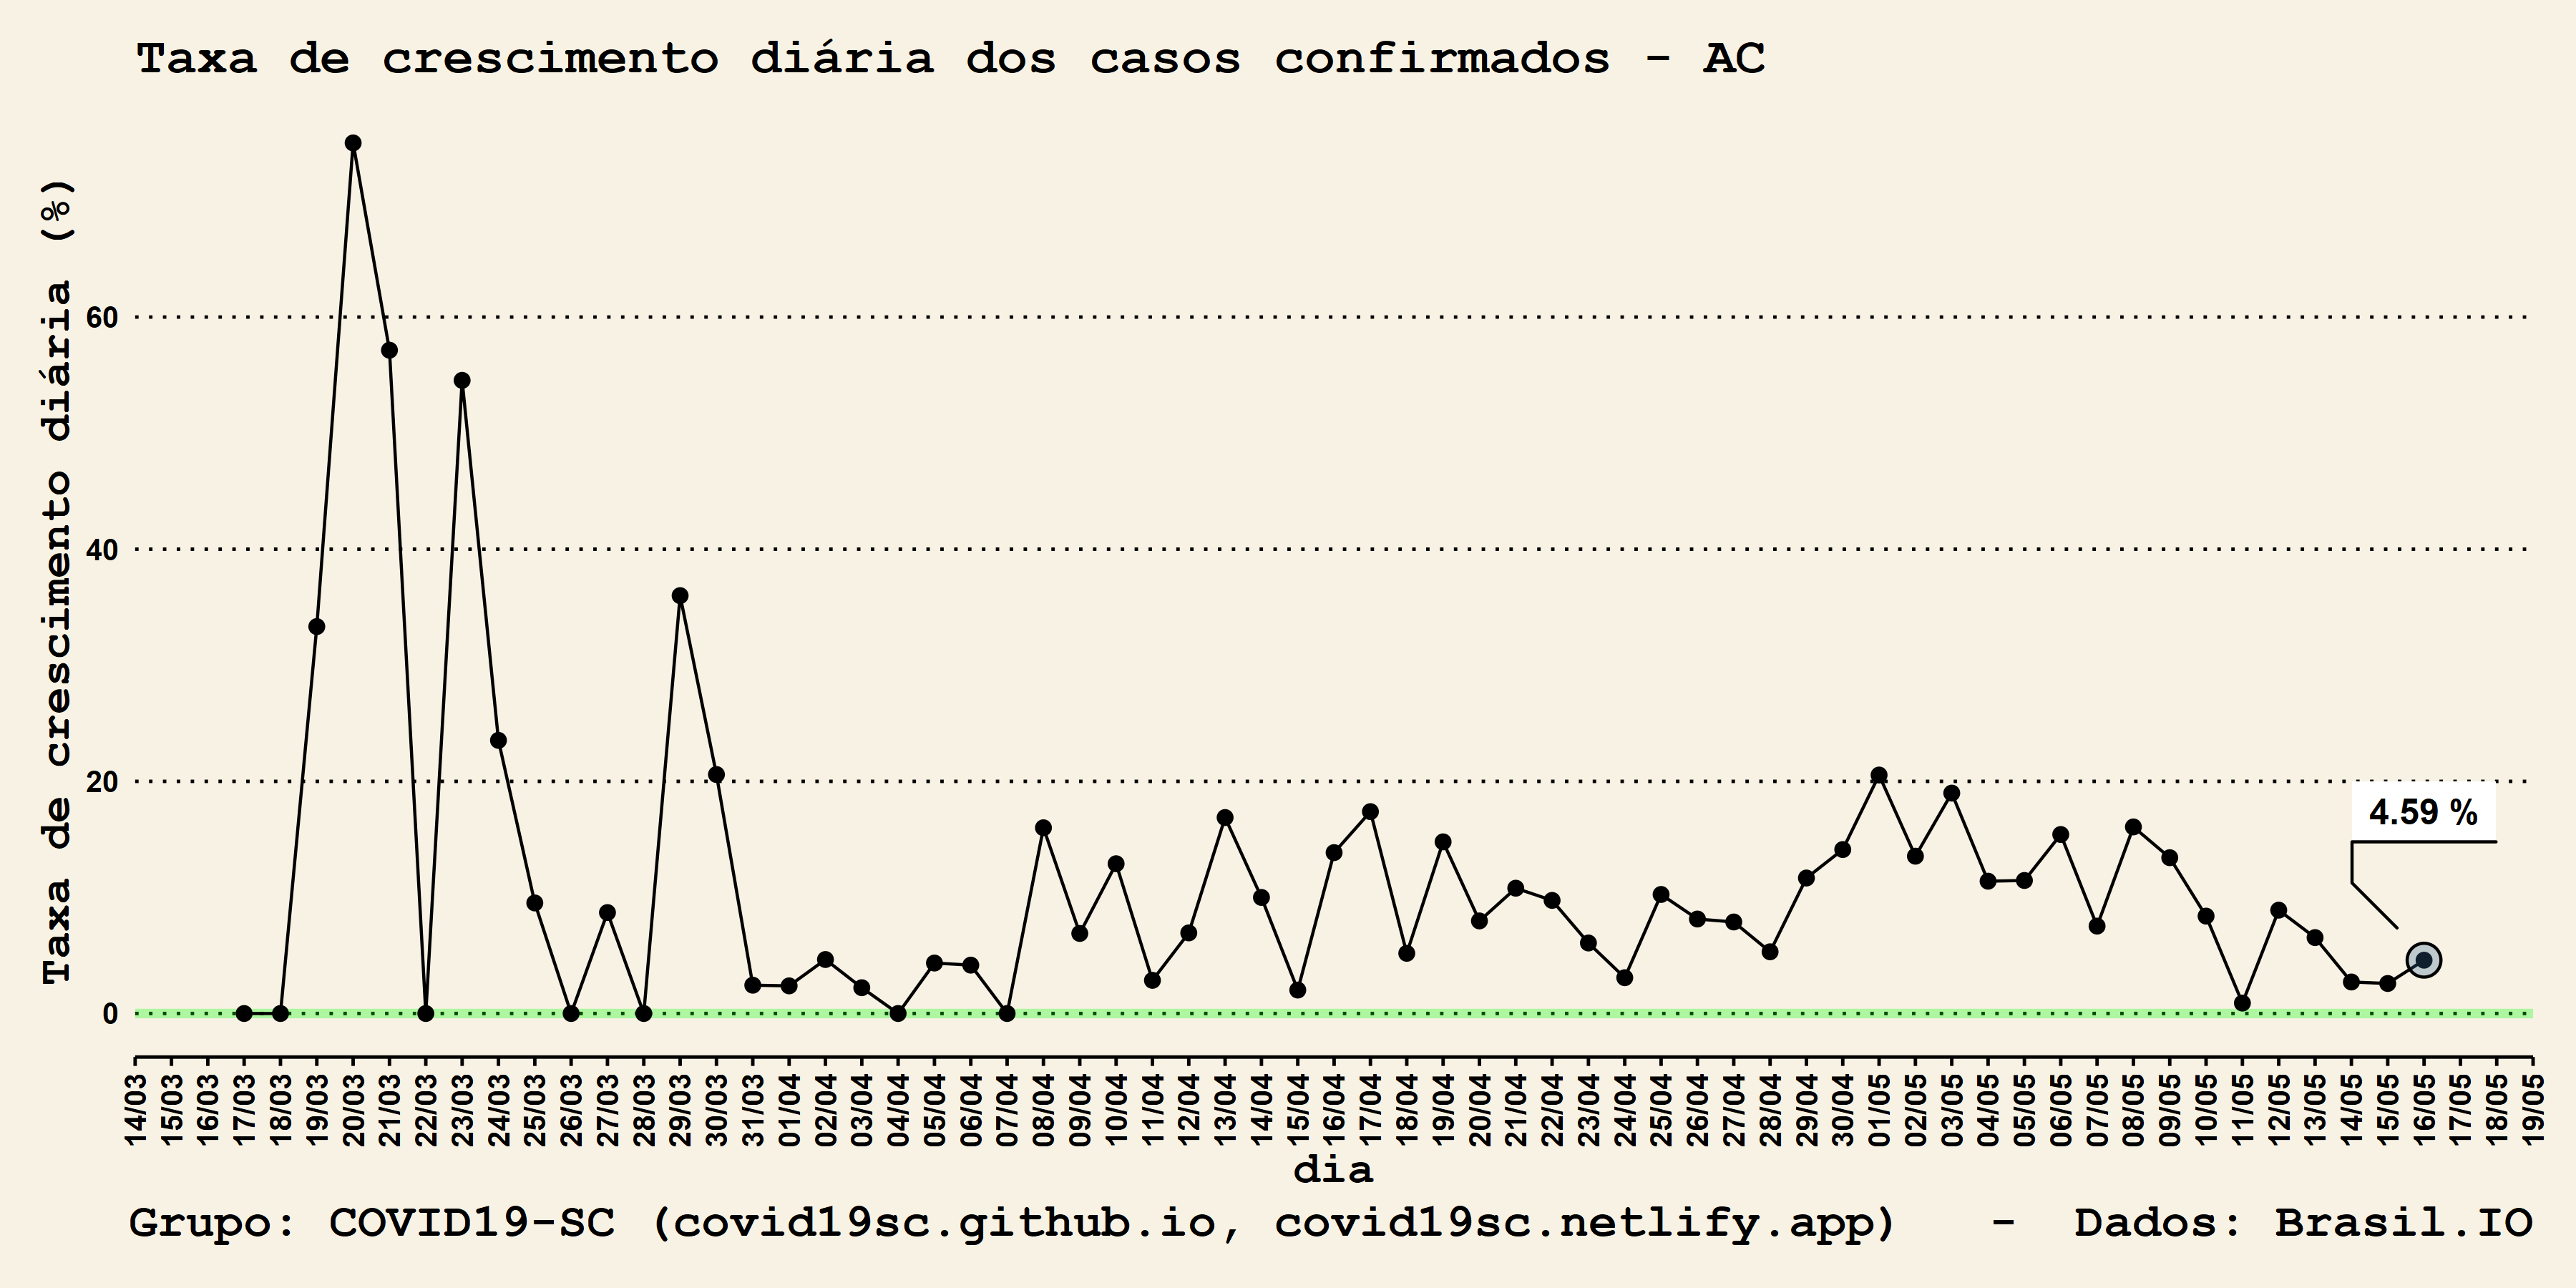 Taxa de crescimento diária dos casos confirmados - AC
Taxa de crescimento diária (%)
60
40
20
0
4.59 %
14/03 15/03 16/03 17/03 18/03 19/03 20/03 21/03 22/03 23/03 24/03 25/03 26/03 27/03 28/03 29/03 30/03 31/03 01/04 02/04 03/04 04/04 05/04 06/04 07/04 08/04 09/04 10/04 11/04 12/04 13/04 14/04 15/04 16/04 17/04 18/04 19/04 20/04 21/04 22/04 23/04 24/04 25/04 26/04 27/04 28/04 29/04 30/04 01/05 02/05 03/05 04/05 05/05 06/05 07/05 08/05 09/05 10/05 11/05 12/05 13/05 14/05 15/05 16/05 17/05 18/05 19/05
dia
Grupo: COVID19-SC (covid19sc.github.io, covid19sc.netlify.app) - Dados: Brasil.IO